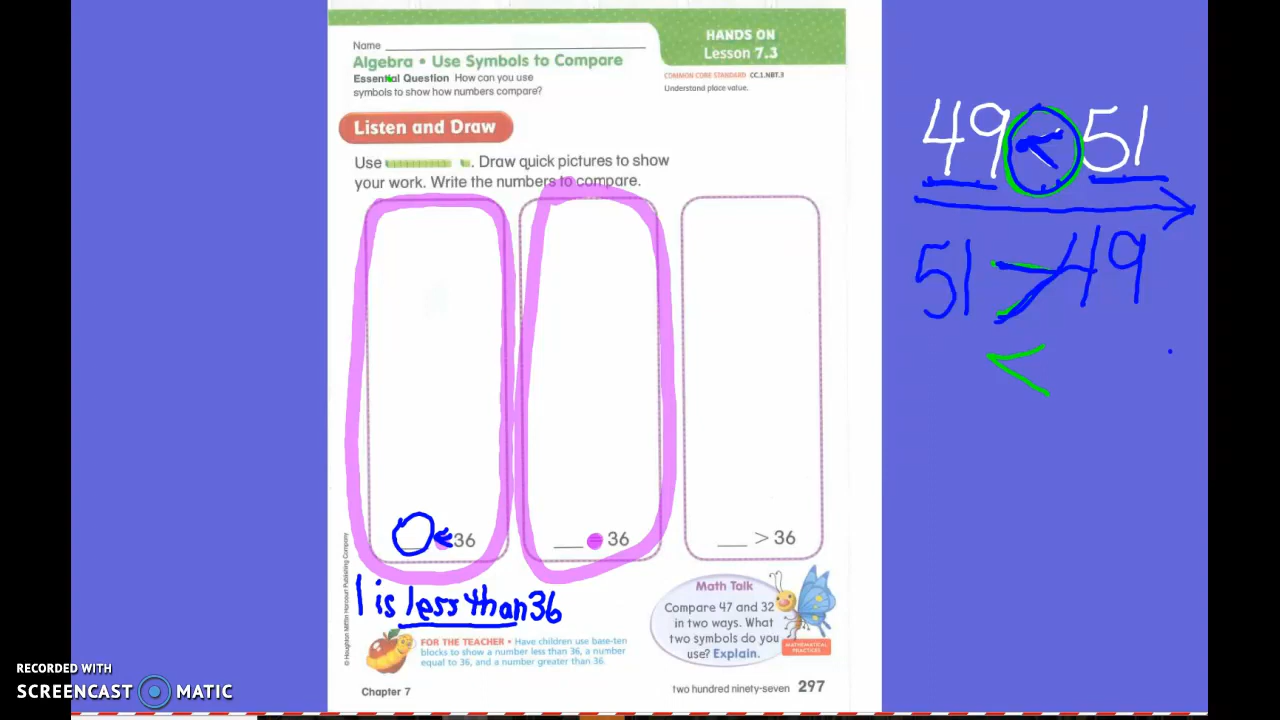 HANDS ON
Lesson 7.3
Name
Algebra • Use Symbols to Compare
Essential Question How can you use
symbols to show how numbers compare?
COMMON CORE STANDARD CC.1.NBT.3
Understand place value.
Listen and Draw
Use . Draw quick pictures to show
your work. Write the numbers to compare.
49 < 51
51 > 49
<
___ < 36
___ = 36
___ > 36
1 is less than 36
Math Talk
Compare 47 and 32
in two ways. What
two symbols do you
use? Explain.
MATHEMATICAL
PRACTICES
FOR THE TEACHER • Have children use base-ten
blocks to show a number less than 36, a number
equal to 36, and a number greater than 36.
© Houghton Mifflin Harcourt Publishing Company
Chapter 7
two hundred ninety-seven 297
RECORDED WITH
SCREENCAST MATIC